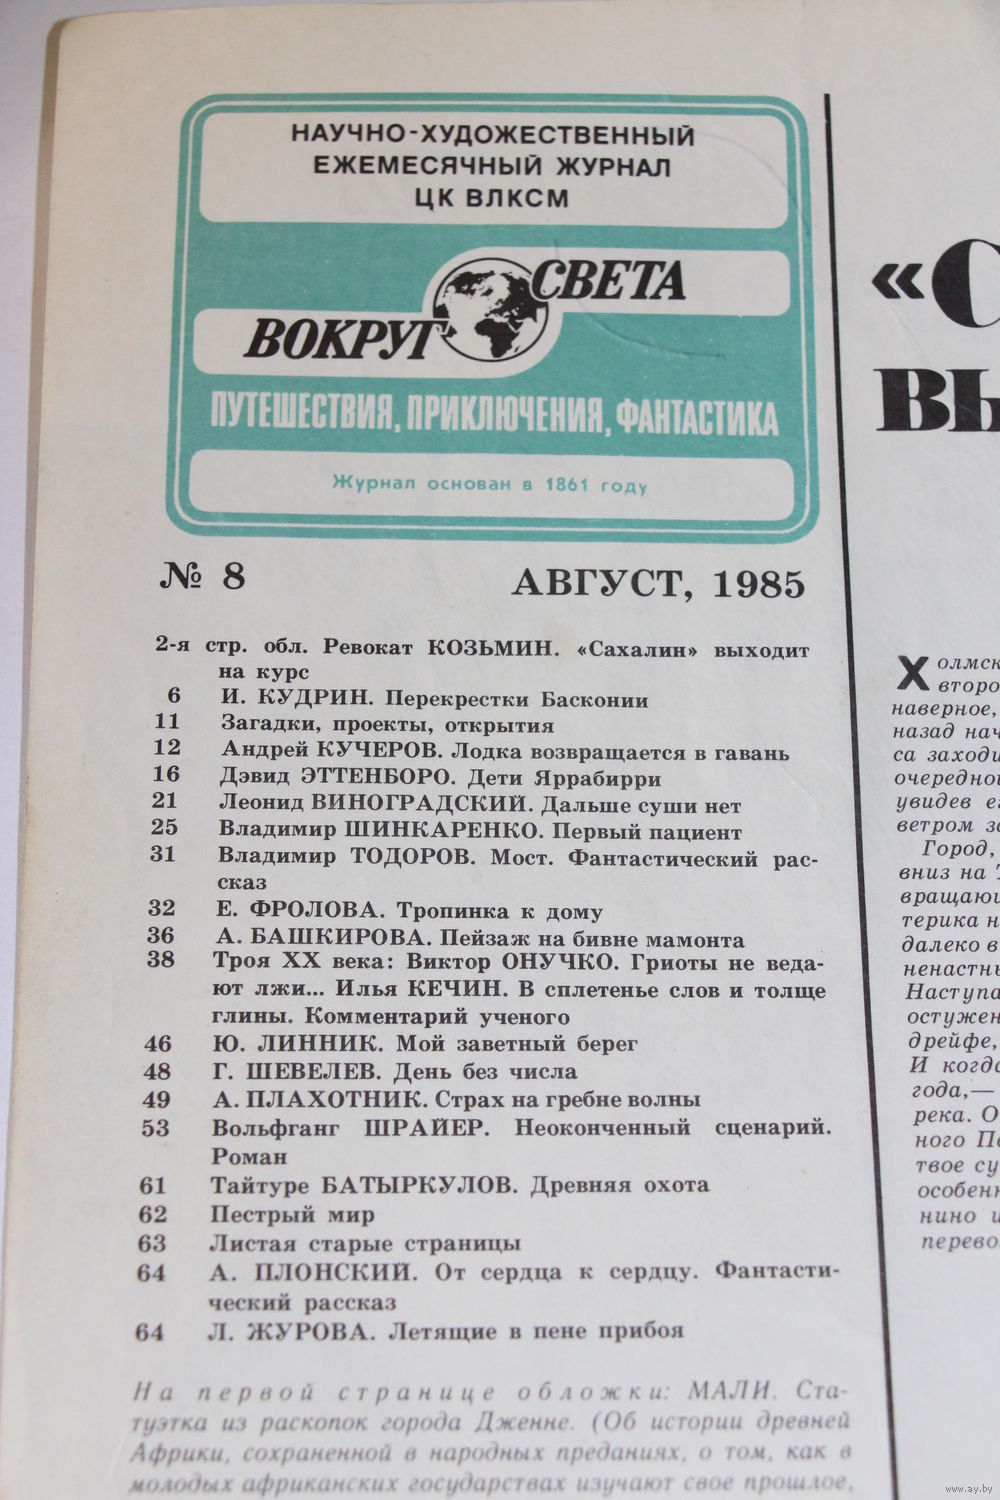 НАУЧНО-ХУДОЖЕСТВЕННЫЙ
ЕЖЕМЕСЯЧНЫЙ ЖУРНАЛ
ЦК ВЛКСМ
ВОКРУГ СВЕТА
ПУТЕШЕСТВИЯ, ПРИКЛЮЧЕНИЯ, ФАНТАСТИКА
Журнал основан в 1861 году
№ 8 АВГУСТ, 1985
2-я стр. обл. Ревокат КОЗЬМИН. «Сахалин» выходит
на курс
6 И. КУДРИН. Перекрестки Басконии
11 Загадки, проекты, открытия
12 Андрей КУЧЕРОВ. Лодка возвращается в гавань
16 Дэвид ЭТТЕНБОРО. Дети Яррабирри
21 Леонид ВИНОГРАДСКИЙ. Дальше суши нет
25 Владимир ШИНКАРЕНКО. Первый пациент
31 Владимир ТОДОРОВ. Мост. Фантастический рас-
сказ
32 Е. ФРОЛОВА. Тропинка к дому
36 А. БАШКИРОВА. Пейзаж на бивне мамонта
38 Троя XX века: Виктор ОНУЧКО. Гриоты не веда-
ют лжи... Илья КЕЧИН. В сплетенье слов и толще
глины. Комментарий ученого
46 Ю. ЛИННИК. Мой заветный берег
48 Г. ШЕВЕЛЕВ. День без числа
49 А. ПЛАХОТНИК. Страх на гребне волны
53 Вольфганг ШРАЙЕР. Неоконченный сценарий.
Роман
61 Тайтуре БАТЫРКУЛОВ. Древняя охота
62 Пестрый мир
63 Листая старые страницы
64 А. ПЛОНСКИЙ. От сердца к сердцу. Фантасти-
ческий рассказ
64 Л. ЖУРОВА. Летящие в пене прибоя
На первой странице обложки: МАЛИ. Ста-
туэтка из раскопок города Дженне. (Об истории древней
Африки, сохраненной в народных преданиях, о том, как в
молодых африканских государствах изучают свое прошлое,
«С
ВЫ
Холмск
второ
наверное,
назад нач
са заходи
очередной
увидев ег
ветром за
Город,
вниз на Т
вращаю
терика н
далеко в
ненастны
Наступа
остужен
дрейфе,
И когда
года,—
река. О
ного По
твое су
особенн
нино и
перево
www.ay.by